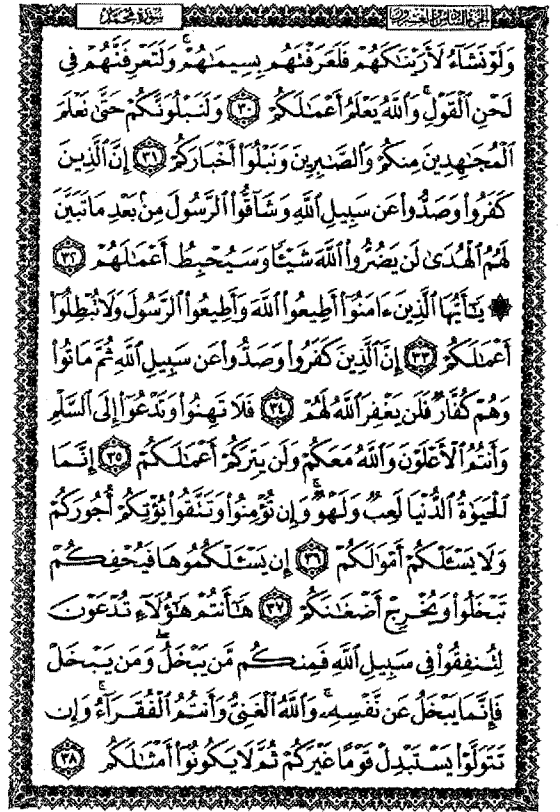 الجزء السادس والعشرون سورة محمد
وَلَوْ نَشَآءُ لَأَرَيْنَٰكَهُمْ فَلَعَرَفْتَهُم بِسِيمَٰهُمْ ۚ وَلَتَعْرِفَنَّهُمْ فِى
لَحْنِ ٱلْقَوْلِ ۚ وَٱللَّهُ يَعْلَمُ أَعْمَٰلَكُمْ ٣٠ وَلَنَبْلُوَنَّكُمْ حَتَّىٰ نَعْلَمَ
ٱلْمُجَٰهِدِينَ مِنكُمْ وَٱلصَّٰبِرِينَ وَنَبْلُوَا۟ أَخْبَارَكُمْ ٣١ إِنَّ ٱلَّذِينَ
كَفَرُوا۟ وَصَدُّوا۟ عَن سَبِيلِ ٱللَّهِ وَشَآقُّوا۟ ٱلرَّسُولَ مِنۢ بَعْدِ مَا تَبَيَّنَ
لَهُمُ ٱلْهُدَىٰ لَن يَضُرُّوا۟ ٱللَّهَ شَيْـًٔا وَسَيُحْبِطُ أَعْمَٰلَهُمْ ٣٢
۞ يَٰٓأَيُّهَا ٱلَّذِينَ ءَامَنُوٓا۟ أَطِيعُوا۟ ٱللَّهَ وَأَطِيعُوا۟ ٱلرَّسُولَ وَلَا تُبْطِلُوٓا۟
أَعْمَٰلَكُمْ ٣٣ إِنَّ ٱلَّذِينَ كَفَرُوا۟ وَصَدُّوا۟ عَن سَبِيلِ ٱللَّهِ ثُمَّ مَاتُوا۟
وَهُمْ كُفَّارٌ فَلَن يَغْفِرَ ٱللَّهُ لَهُمْ ٣٤ فَلَا تَهِنُوا۟ وَتَدْعُوٓا۟ إِلَى ٱلسَّلْمِ
وَأَنتُمُ ٱلْأَعْلَوْنَ وَٱللَّهُ مَعَكُمْ وَلَن يَتِرَكُمْ أَعْمَٰلَكُمْ ٣٥ إِنَّمَا
ٱلْحَيَوٰةُ ٱلدُّنْيَا لَعِبٌ وَلَهْوٌ ۚ وَإِن تُؤْمِنُوا۟ وَتَتَّقُوا۟ يُؤْتِكُمْ أُجُورَكُمْ
وَلَا يَسْـَٔلْكُمْ أَمْوَٰلَكُمْ ٣٦ إِن يَسْـَٔلْكُمُوهَا فَيُحْفِكُمْ
تَبْخَلُوا۟ وَيُخْرِجْ أَضْغَٰنَكُمْ ٣٧ هَٰٓأَنتُمْ هَٰٓؤُلَآءِ تُدْعَوْنَ
لِتُنفِقُوا۟ فِى سَبِيلِ ٱللَّهِ فَمِنكُم مَّن يَبْخَلُ ۖ وَمَن يَبْخَلْ
فَإِنَّمَا يَبْخَلُ عَن نَّفْسِهِۦ ۚ وَٱللَّهُ ٱلْغَنِىُّ وَأَنتُمُ ٱلْفُقَرَآءُ ۚ وَإِن
تَتَوَلَّوْا۟ يَسْتَبْدِلْ قَوْمًا غَيْرَكُمْ ثُمَّ لَا يَكُونُوٓا۟ أَمْثَٰلَكُم ٣٨